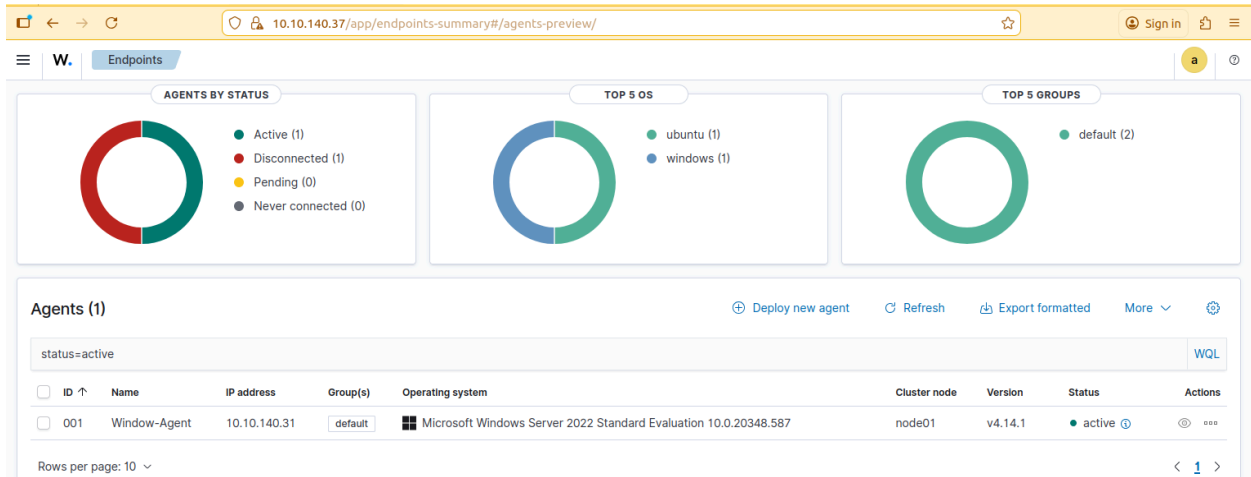 10.10.140.37/app/endpoints-summary#/agents-preview/
Sign in
W. Endpoints
a
AGENTS BY STATUS
Active (1)
Disconnected (1)
Pending (0)
Never connected (0)
TOP 5 OS
ubuntu (1)
windows (1)
TOP 5 GROUPS
default (2)
Agents (1)
Deploy new agent Refresh Export formatted More
status=active WQL
ID Name IP address Group(s) Operating system Cluster node Version Status Actions
001 Window-Agent 10.10.140.31 default Microsoft Windows Server 2022 Standard Evaluation 10.0.20348.587 node01 v4.14.1 active
Rows per page: 10 1